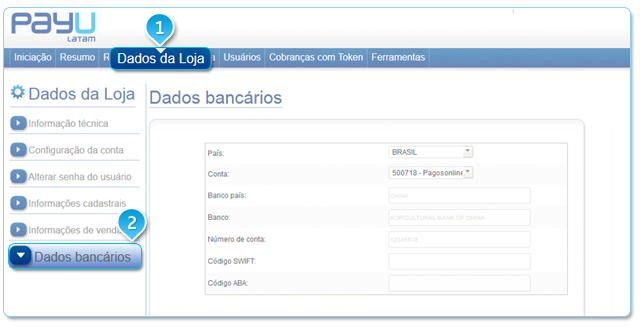 PayU
LATAM
1
Iniciação Resumo R Dados da Loja a Usuários Cobranças com Token Ferramentas
Dados da Loja
Informação técnica
Configuração da conta
Alterar senha do usuário
Informações cadastrais
Informações de vend
2
Dados bancários
Dados bancários
País: BRASIL
Conta: 500718 - Pagosonline
Banco país: CHINA
Banco: AGRICULTURAL BANK OF CHINA
Número de conta:
Código SWIFT:
Código ABA: